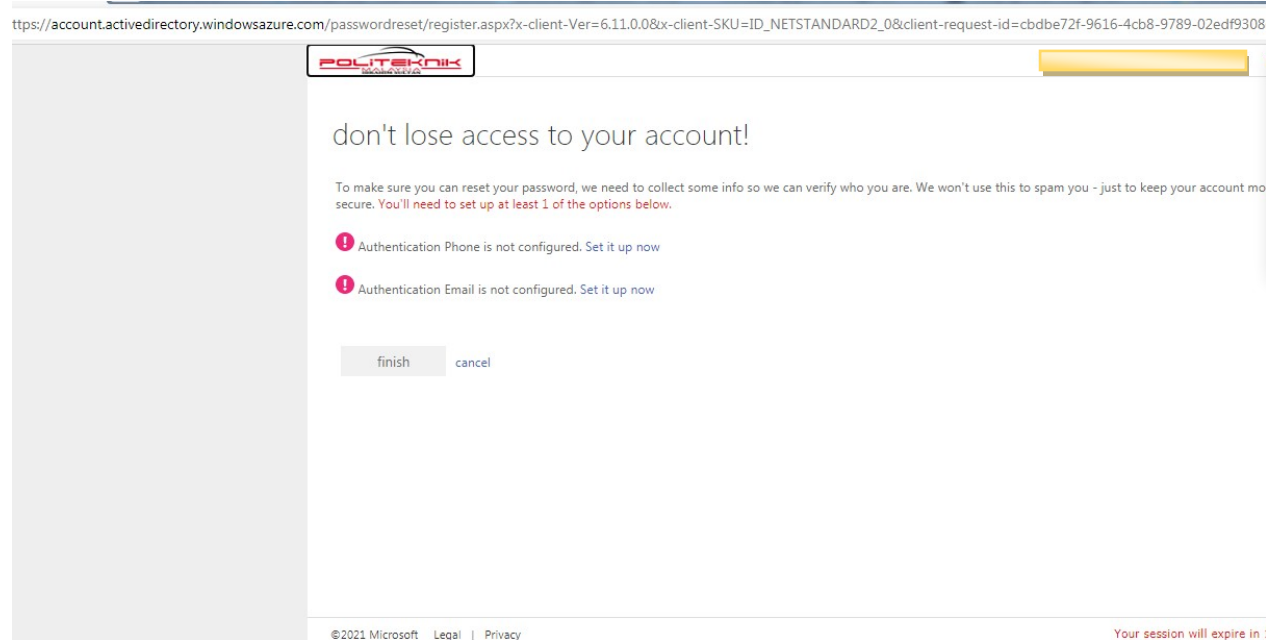 ttps://account.activedirectory.windowsazure.com/passwordreset/register.aspx?x-client-Ver=6.11.0.0&x-client-SKU=ID_NETSTANDARD2_0&client-request-id=cbdbe72f-9616-4cb8-9789-02edf9308
POLITEKNIK
MALAYSIA
don't lose access to your account!
To make sure you can reset your password, we need to collect some info so we can verify who you are. We won't use this to spam you - just to keep your account mo
secure. You'll need to set up at least 1 of the options below.
! Authentication Phone is not configured. Set it up now
! Authentication Email is not configured. Set it up now
finish cancel
©2021 Microsoft Legal | Privacy Your session will expire in